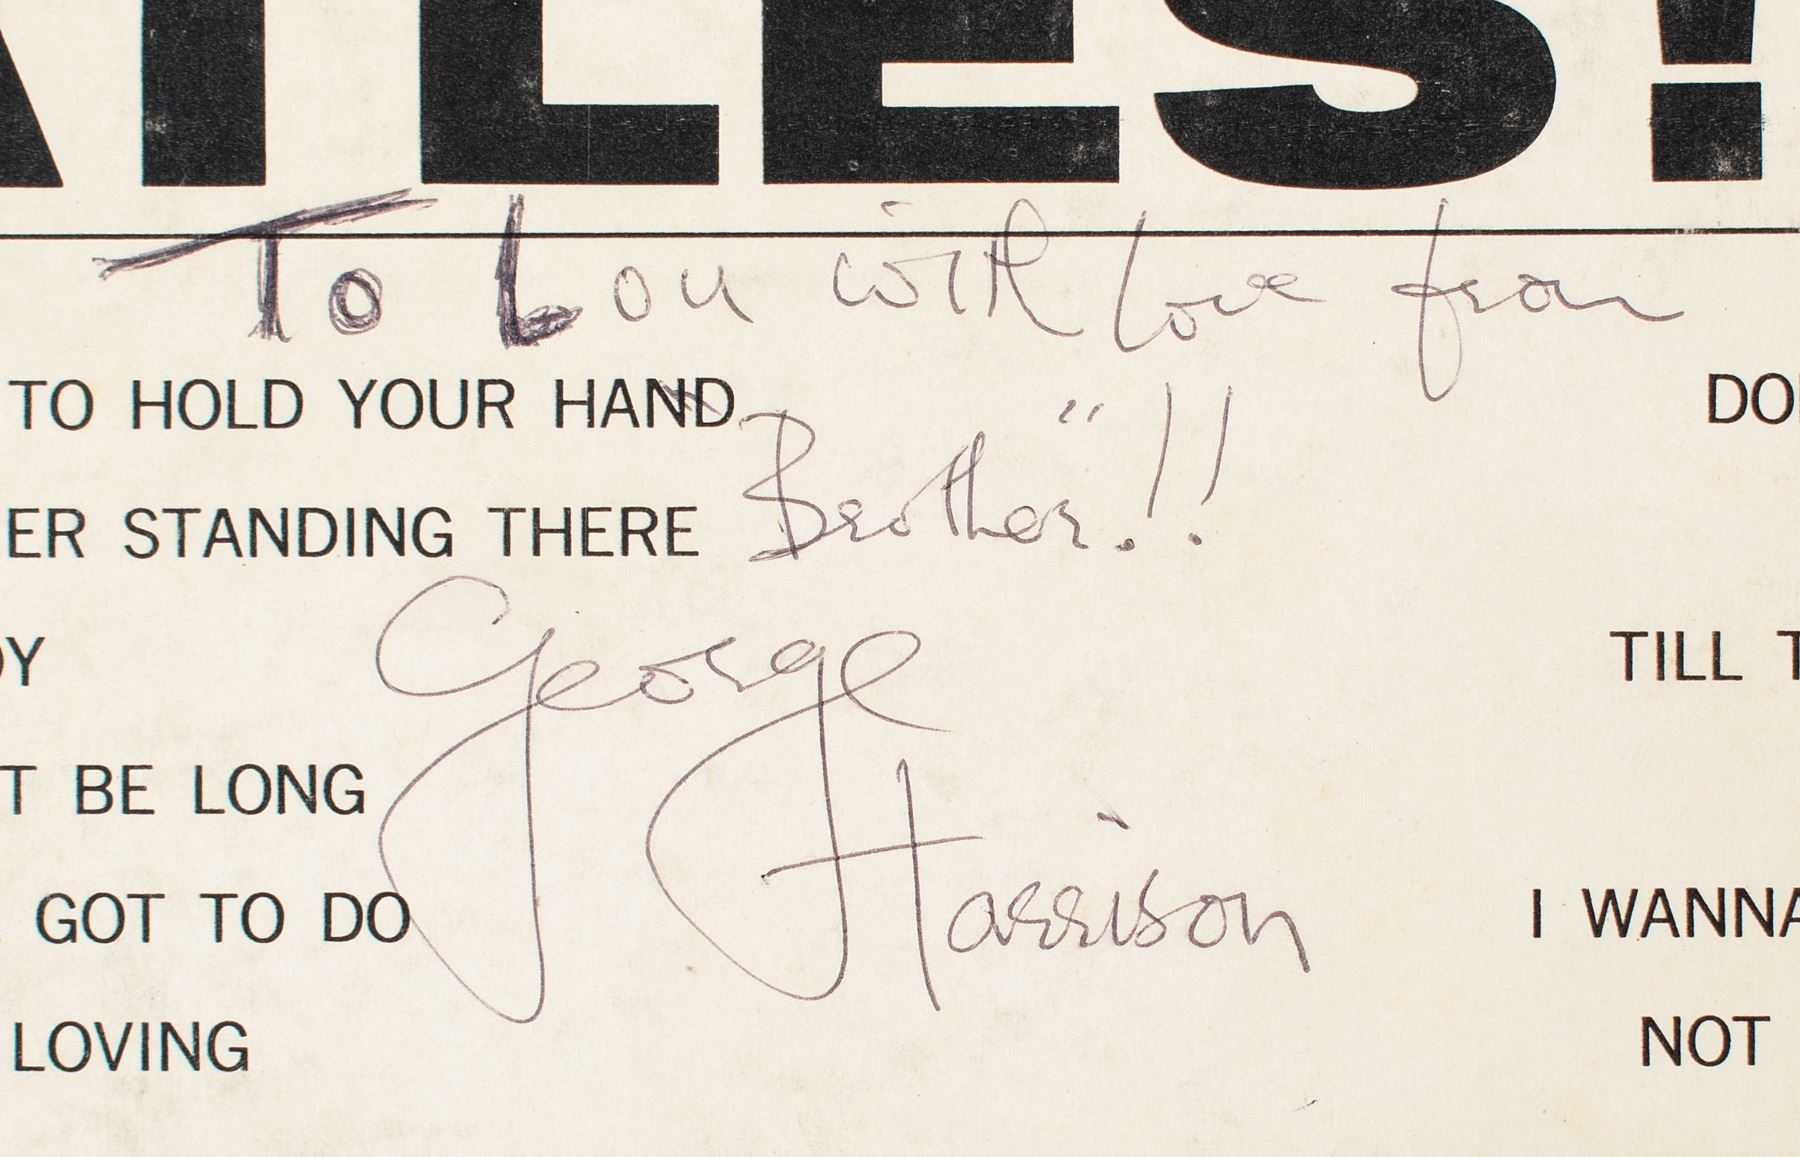 ATLES!
To Lou with love from
TO HOLD YOUR HAND
DO
"Brother"!!
ER STANDING THERE
George
DY
TILL T
T BE LONG
Harrison
GOT TO DO
I WANNA
LOVING
NOT